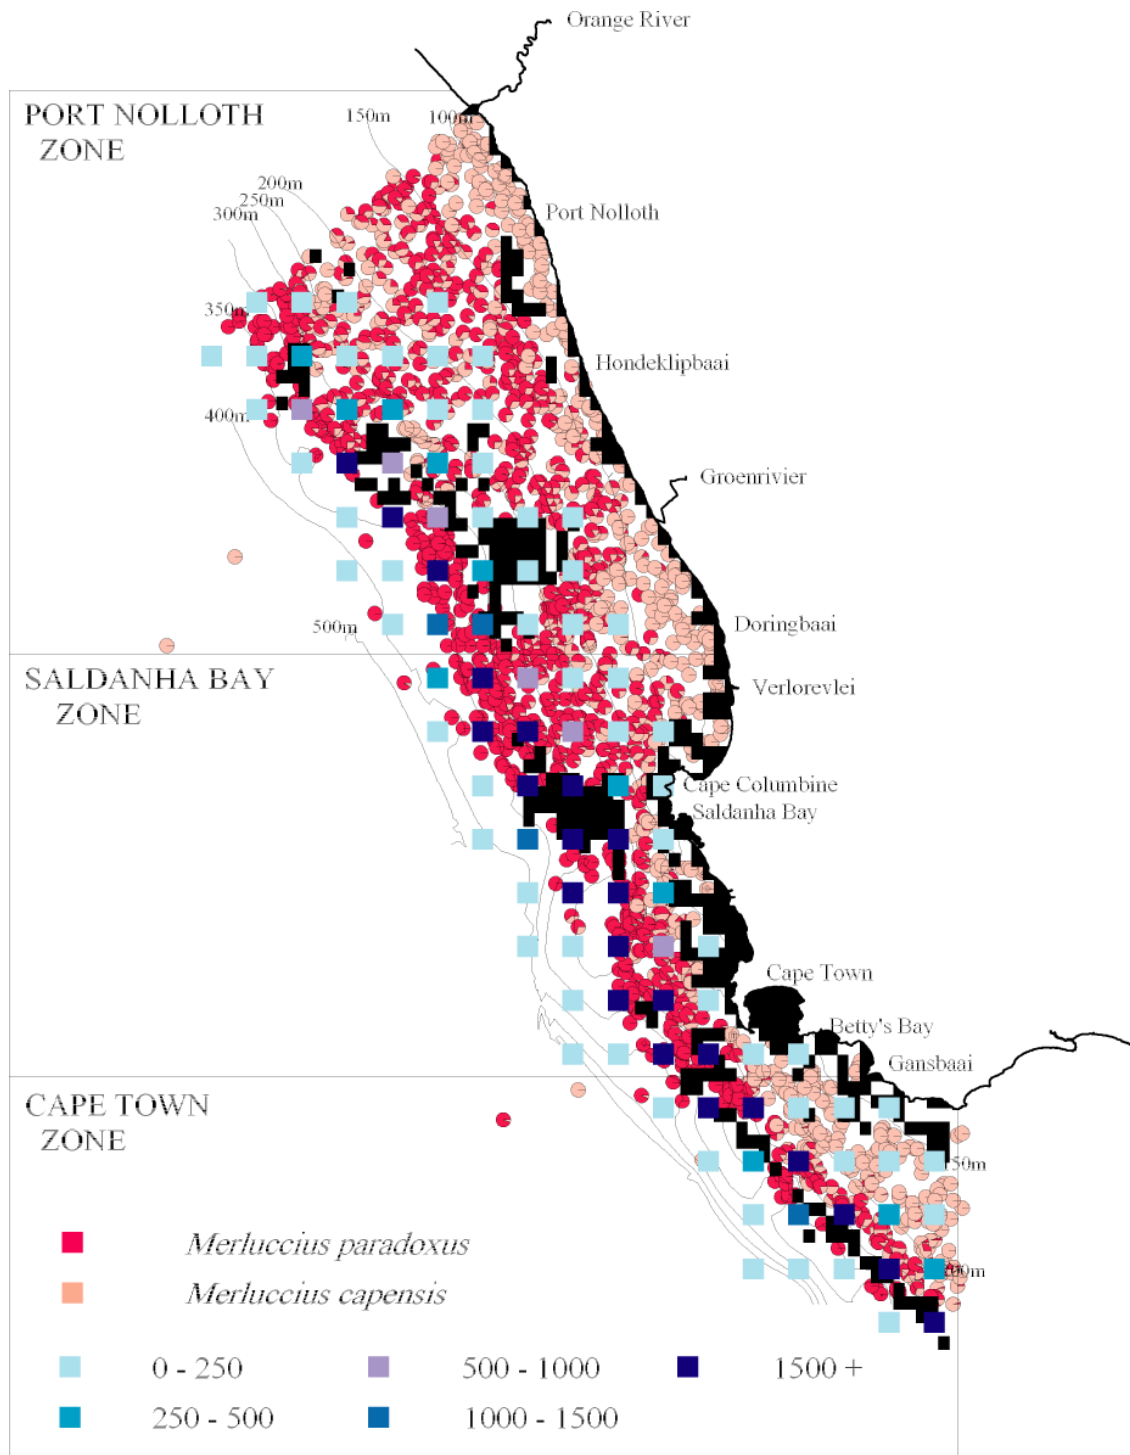 Orange River
PORT NOLLOTH
ZONE
150m
100m
200m
250m
300m
Port Nolloth
350m
Hondeklipbaai
400m
Groenrivier
500m
Doringbaai
SALDANHA BAY
ZONE
Verlorevlei
Cape Columbine
Saldanha Bay
Cape Town
Betty's Bay
Gansbaai
CAPE TOWN
ZONE
50m
00m
Merluccius paradoxus
Merluccius capensis
0 - 250
500 - 1000
1500 +
250 - 500
1000 - 1500